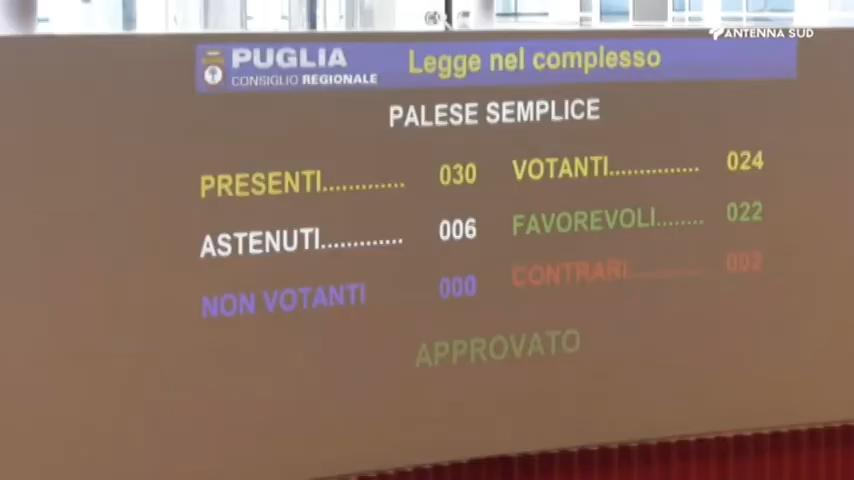 ANTENNA SUD
PUGLIA
CONSIGLIO REGIONALE
Legge nel complesso
PALESE SEMPLICE
PRESENTI............. 030
VOTANTI............... 024
ASTENUTI............. 006
FAVOREVOLI........ 022
NON VOTANTI 000
CONTRARI............... 002
APPROVATO